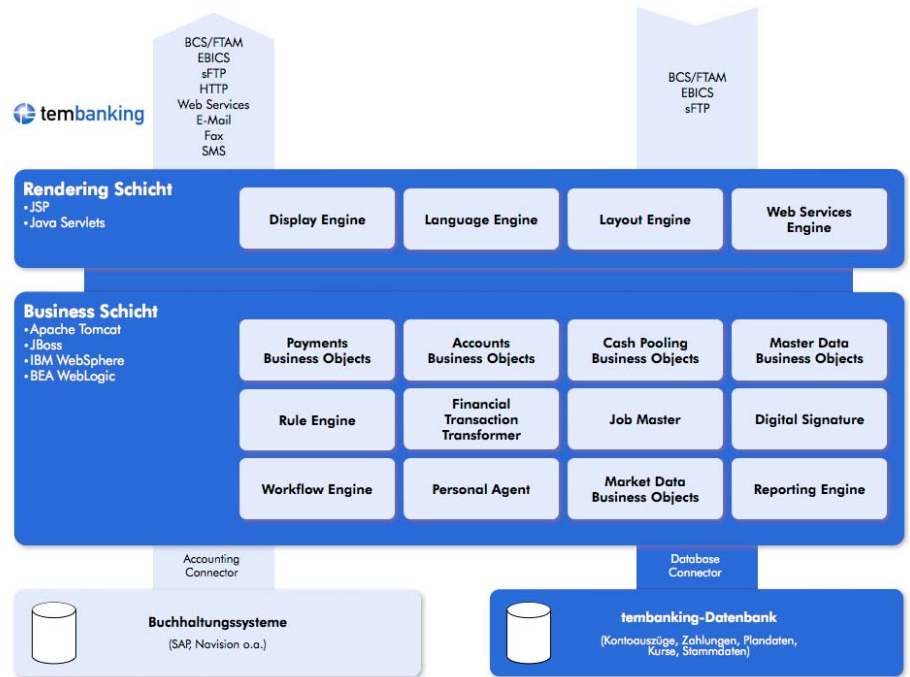 BCS/FTAM
EBICS
sFTP
HTTP
Web Services
E-Mail
Fax
SMS
BCS/FTAM
EBICS
sFTP
tembanking
Rendering Schicht
•JSP
•Java Servlets
Display Engine
Language Engine
Layout Engine
Web Services
Engine
Business Schicht
•Apache Tomcat
•JBoss
•IBM WebSphere
•BEA WebLogic
Payments
Business Objects
Accounts
Business Objects
Cash Pooling
Business Objects
Master Data
Business Objects
Rule Engine
Financial
Transaction
Transformer
Job Master
Digital Signature
Workflow Engine
Personal Agent
Market Data
Business Objects
Reporting Engine
Accounting
Connector
Database
Connector
Buchhaltungssysteme
(SAP, Navision o.a.)
tembanking-Datenbank
(Kontoauszüge, Zahlungen, Plandaten,
Kurse, Stammdaten)